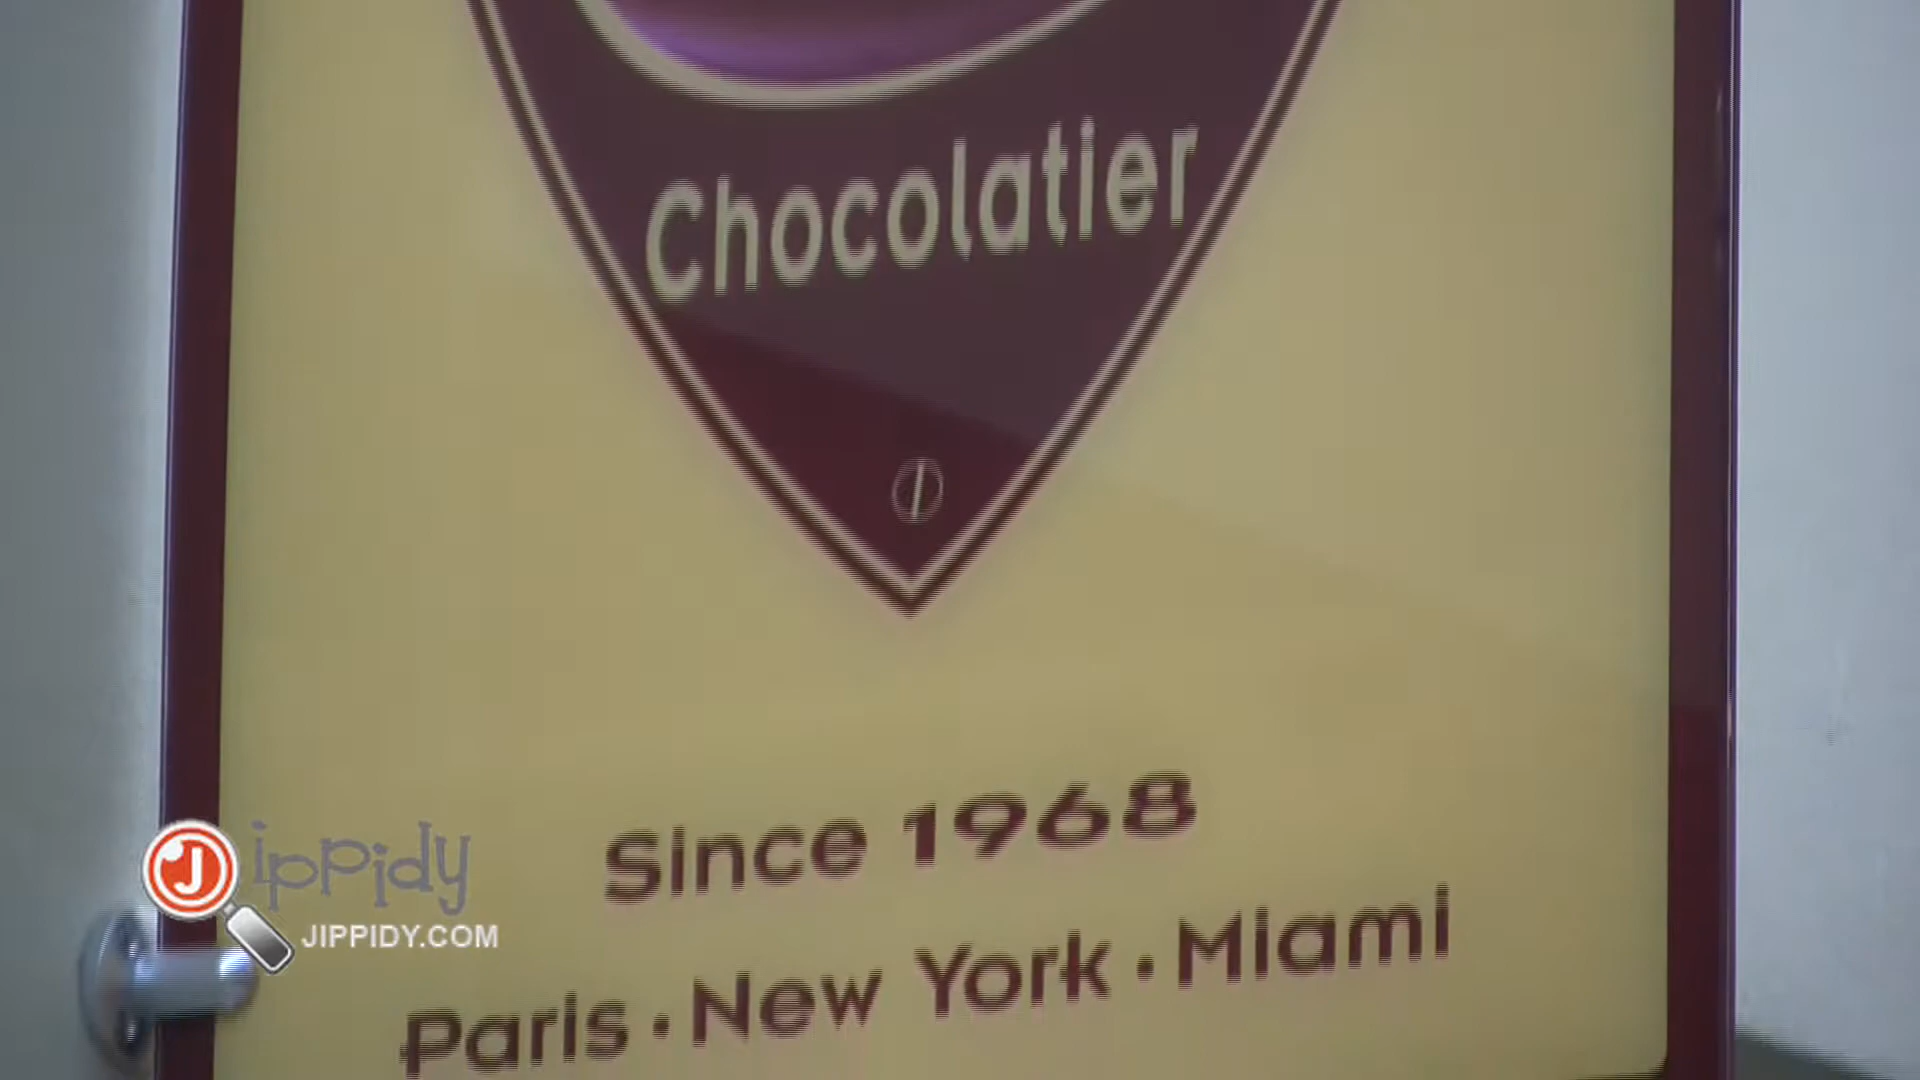 Chocolatier
Since 1968
Paris · New York · Miami
Jippidy
JIPPIDY.COM